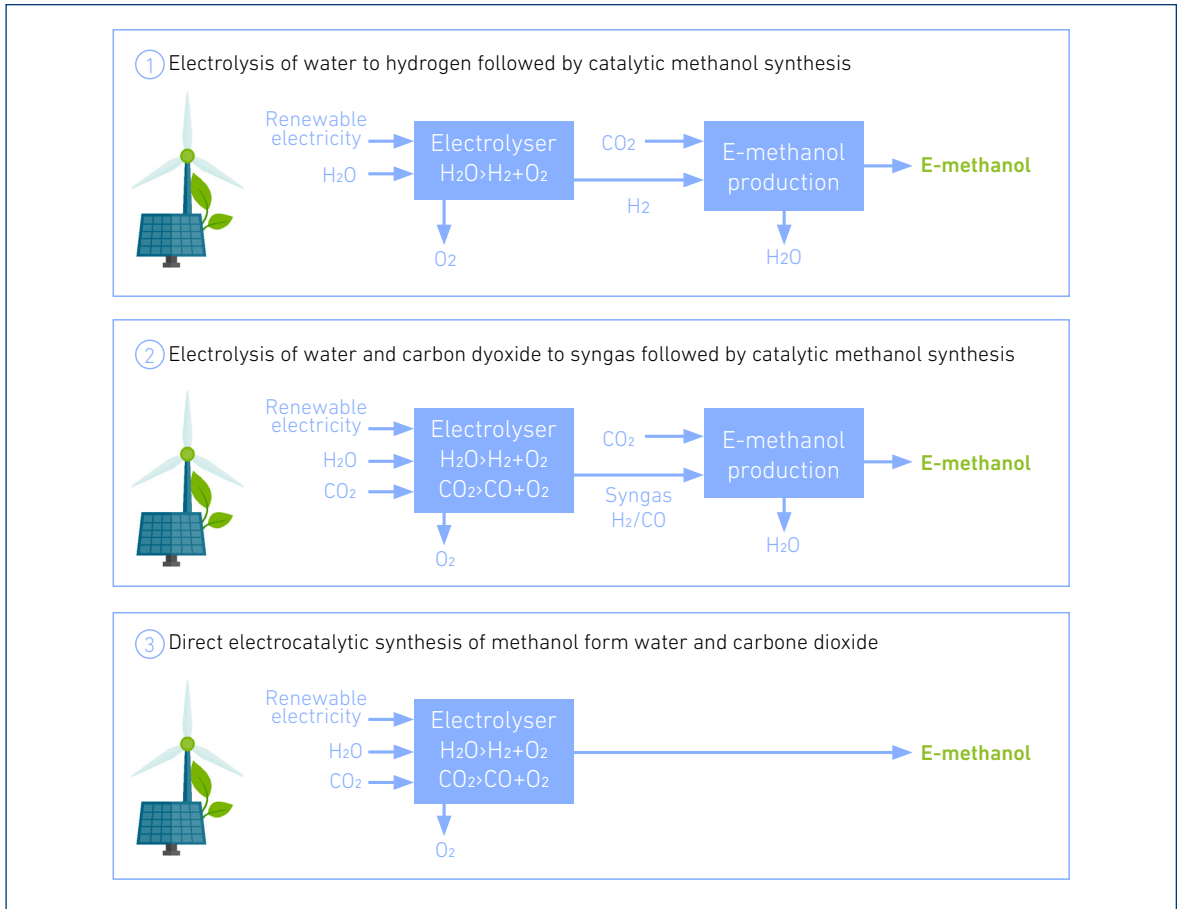 1 Electrolysis of water to hydrogen followed by catalytic methanol synthesis
Renewable
electricity
H₂O
Electrolyser
H₂O›H₂+O₂
O₂
CO₂
H₂
E-methanol
production
H₂O
E-methanol
2 Electrolysis of water and carbon dyoxide to syngas followed by catalytic methanol synthesis
Renewable
electricity
H₂O
CO₂
Electrolyser
H₂O›H₂+O₂
CO₂›CO+O₂
O₂
CO₂
Syngas
H₂/CO
E-methanol
production
H₂O
E-methanol
3 Direct electrocatalytic synthesis of methanol form water and carbone dioxide
Renewable
electricity
H₂O
CO₂
Electrolyser
H₂O›H₂+O₂
CO₂›CO+O₂
O₂
E-methanol